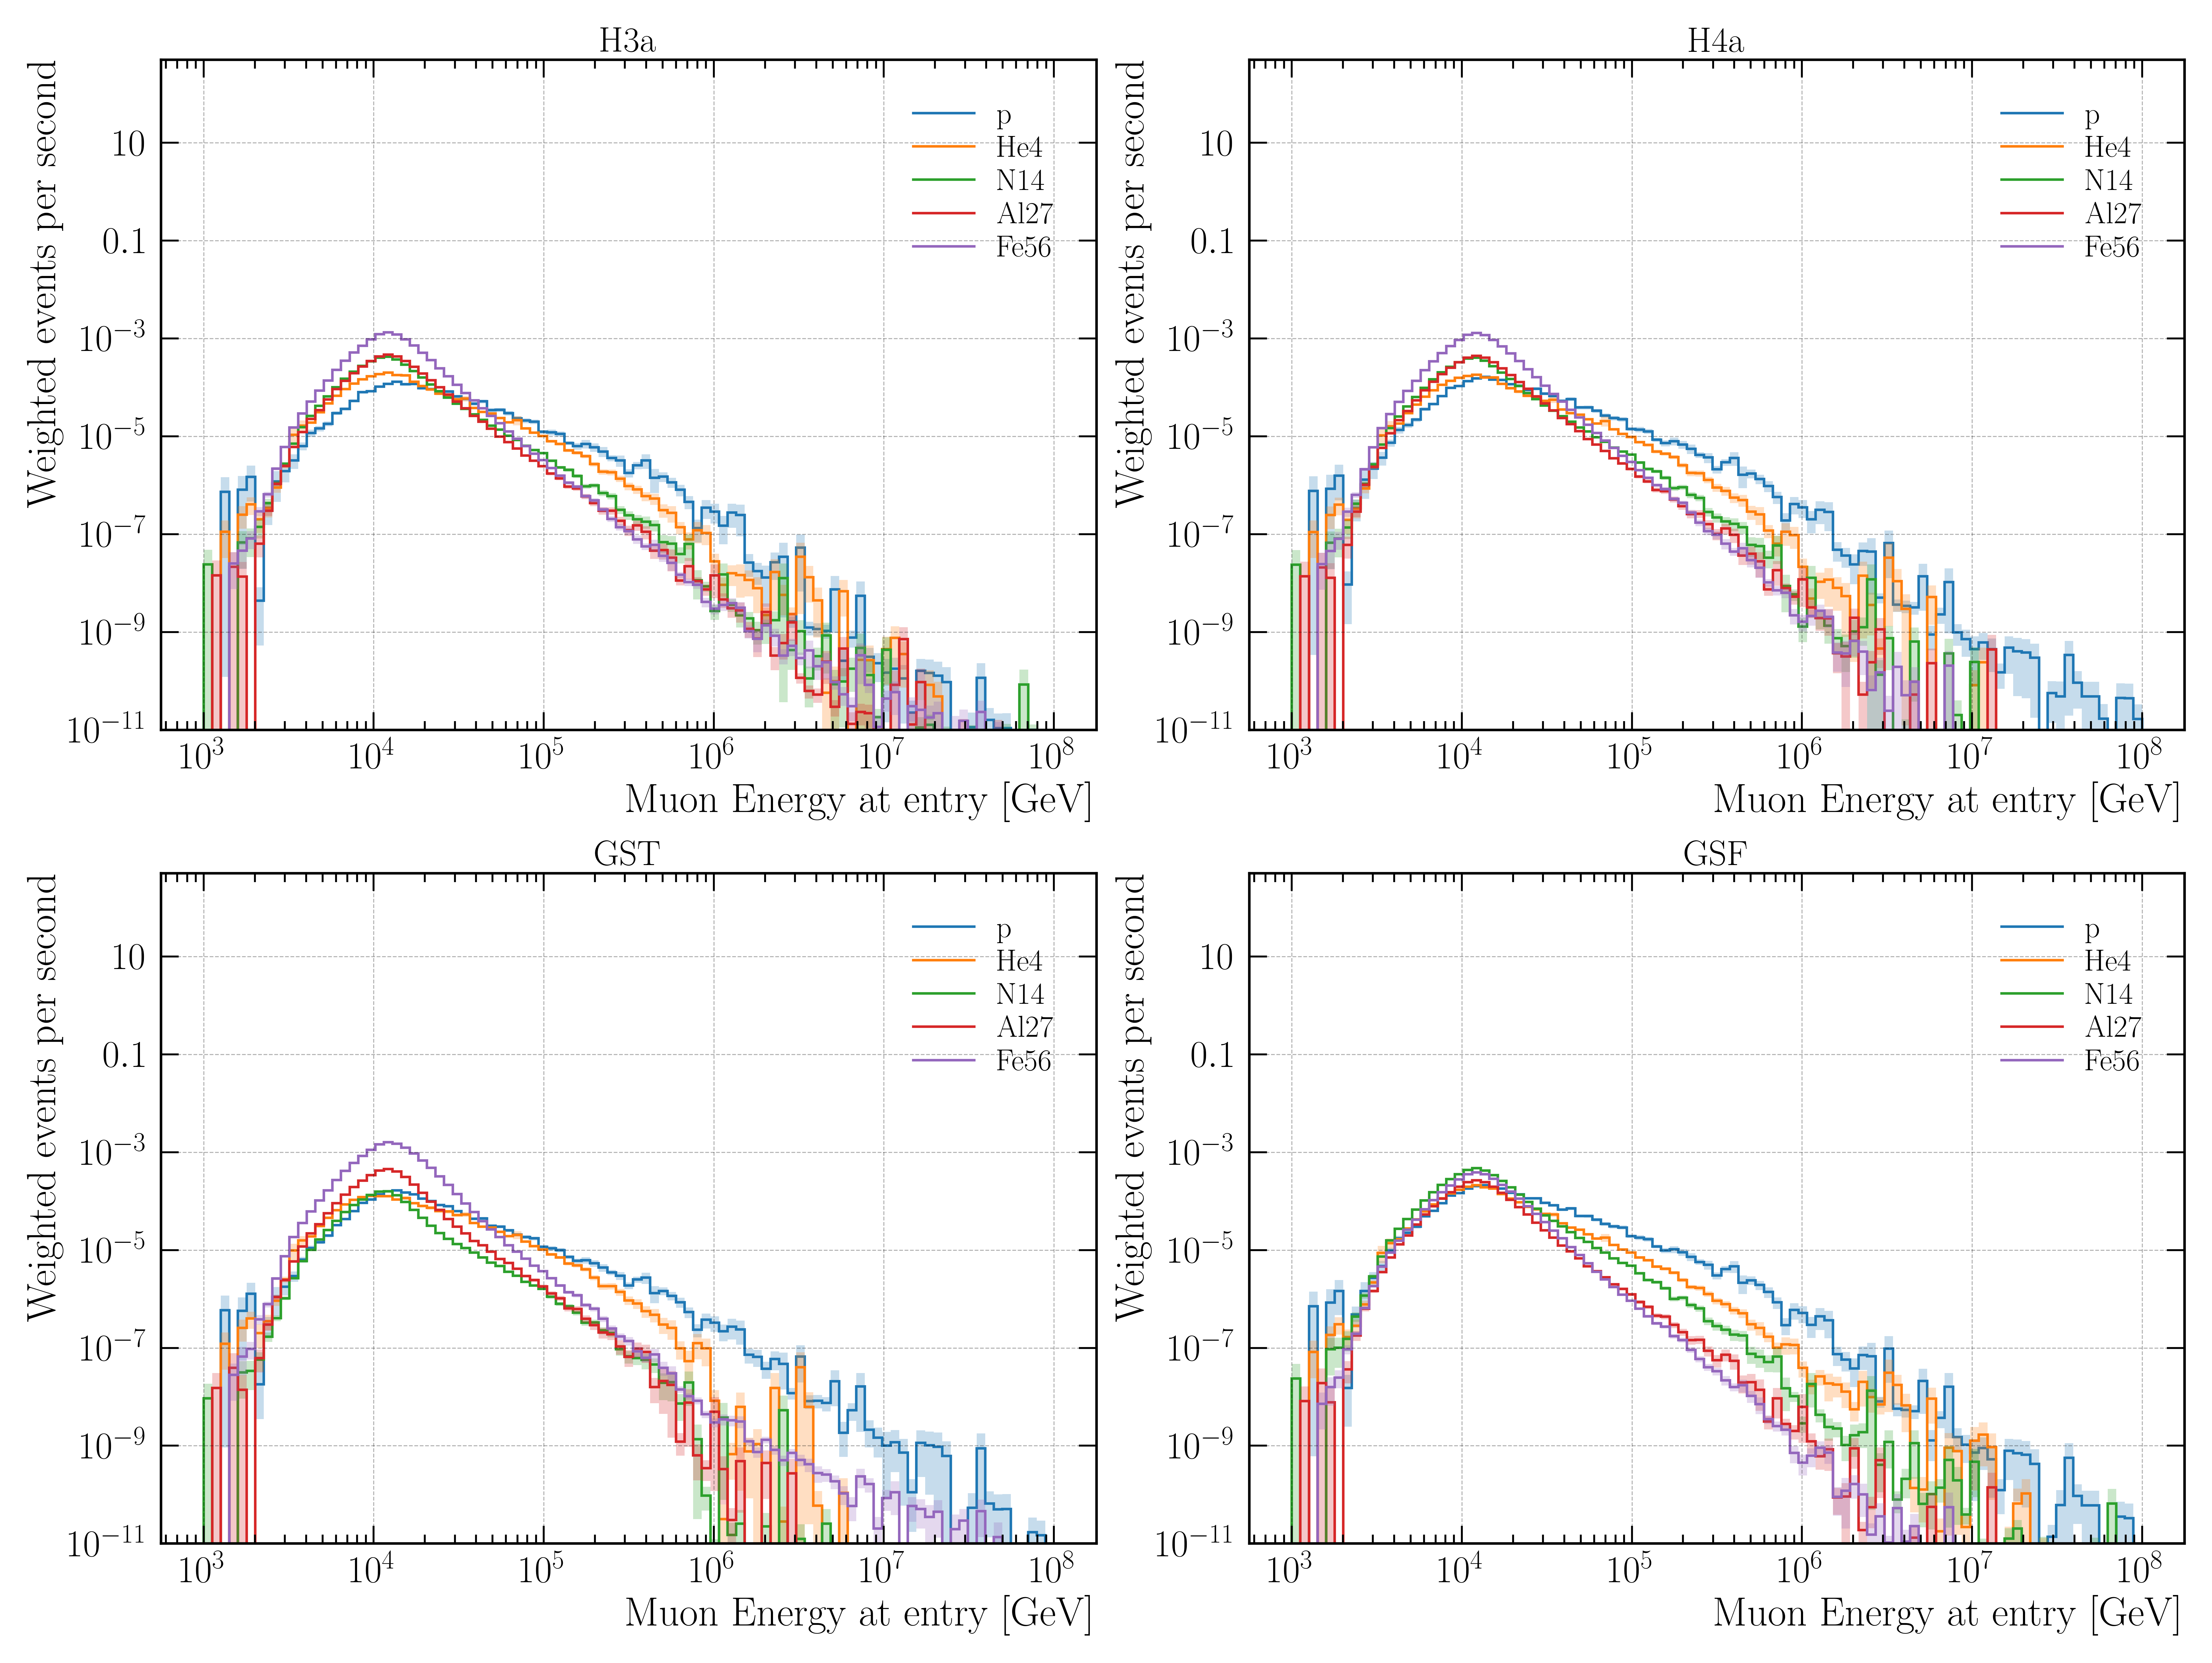 H3a
Weighted events per second
10
0.1
10^{-3}
10^{-5}
10^{-7}
10^{-9}
10^{-11}
p
He4
N14
Al27
Fe56
10^3 10^4 10^5 10^6 10^7 10^8
Muon Energy at entry [GeV]
H4a
Weighted events per second
10
0.1
10^{-3}
10^{-5}
10^{-7}
10^{-9}
10^{-11}
p
He4
N14
Al27
Fe56
10^3 10^4 10^5 10^6 10^7 10^8
Muon Energy at entry [GeV]
GST
Weighted events per second
10
0.1
10^{-3}
10^{-5}
10^{-7}
10^{-9}
10^{-11}
p
He4
N14
Al27
Fe56
10^3 10^4 10^5 10^6 10^7 10^8
Muon Energy at entry [GeV]
GSF
Weighted events per second
10
0.1
10^{-3}
10^{-5}
10^{-7}
10^{-9}
10^{-11}
p
He4
N14
Al27
Fe56
10^3 10^4 10^5 10^6 10^7 10^8
Muon Energy at entry [GeV]